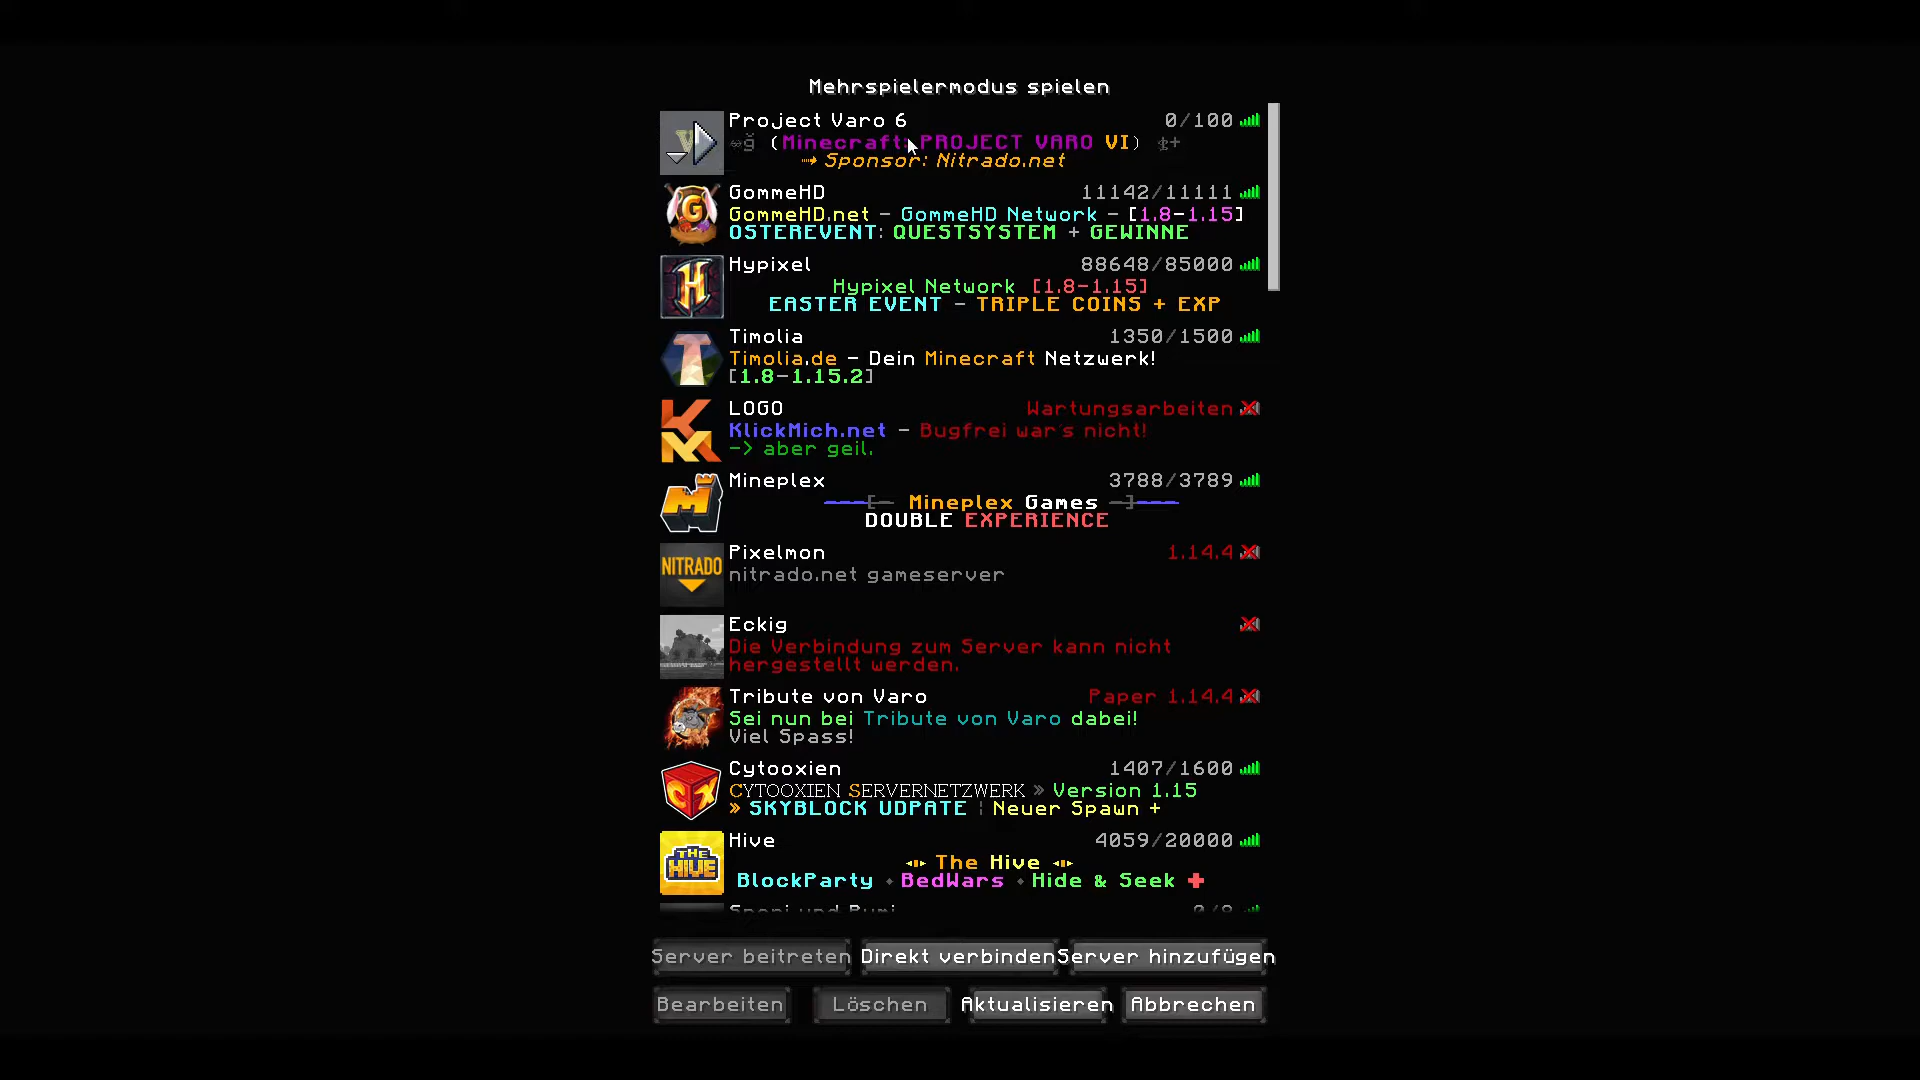 Mehrspielermodus spielen
Project Varo 6 0/100
(Minecraft: PROJECT VARO VI)
Sponsor: Nitrado.net
GommeHD 11142/11111
GommeHD.net - GommeHD Network - [1.8-1.15]
OSTEREVENT: QUESTSYSTEM + GEWINNE
Hypixel 88648/85000
Hypixel Network [1.8-1.15]
EASTER EVENT - TRIPLE COINS + EXP
Timolia 1350/1500
Timolia.de - Dein Minecraft Netzwerk!
[1.8-1.15.2]
LOGO Wartungsarbeiten
KlickMich.net - Bugfrei war's nicht!
-> aber geil.
Mineplex 3788/3789
Mineplex Games
DOUBLE EXPERIENCE
NITRADO
Pixelmon 1.14.4
nitrado.net gameserver
Eckig
Die Verbindung zum Server kann nicht
hergestellt werden.
Tribute von Varo Paper 1.14.4
Sei nun bei Tribute von Varo dabei!
Viel Spass!
Cytooxien 1407/1600
CYTOOXIEN SERVERNETZWERK » Version 1.15
» SKYBLOCK UDPATE ¦ Neuer Spawn +
THE HIVE
Hive 4059/20000
The Hive
BlockParty • BedWars • Hide & Seek
Server beitreten Direkt verbinden Server hinzufügen
Bearbeiten Löschen Aktualisieren Abbrechen